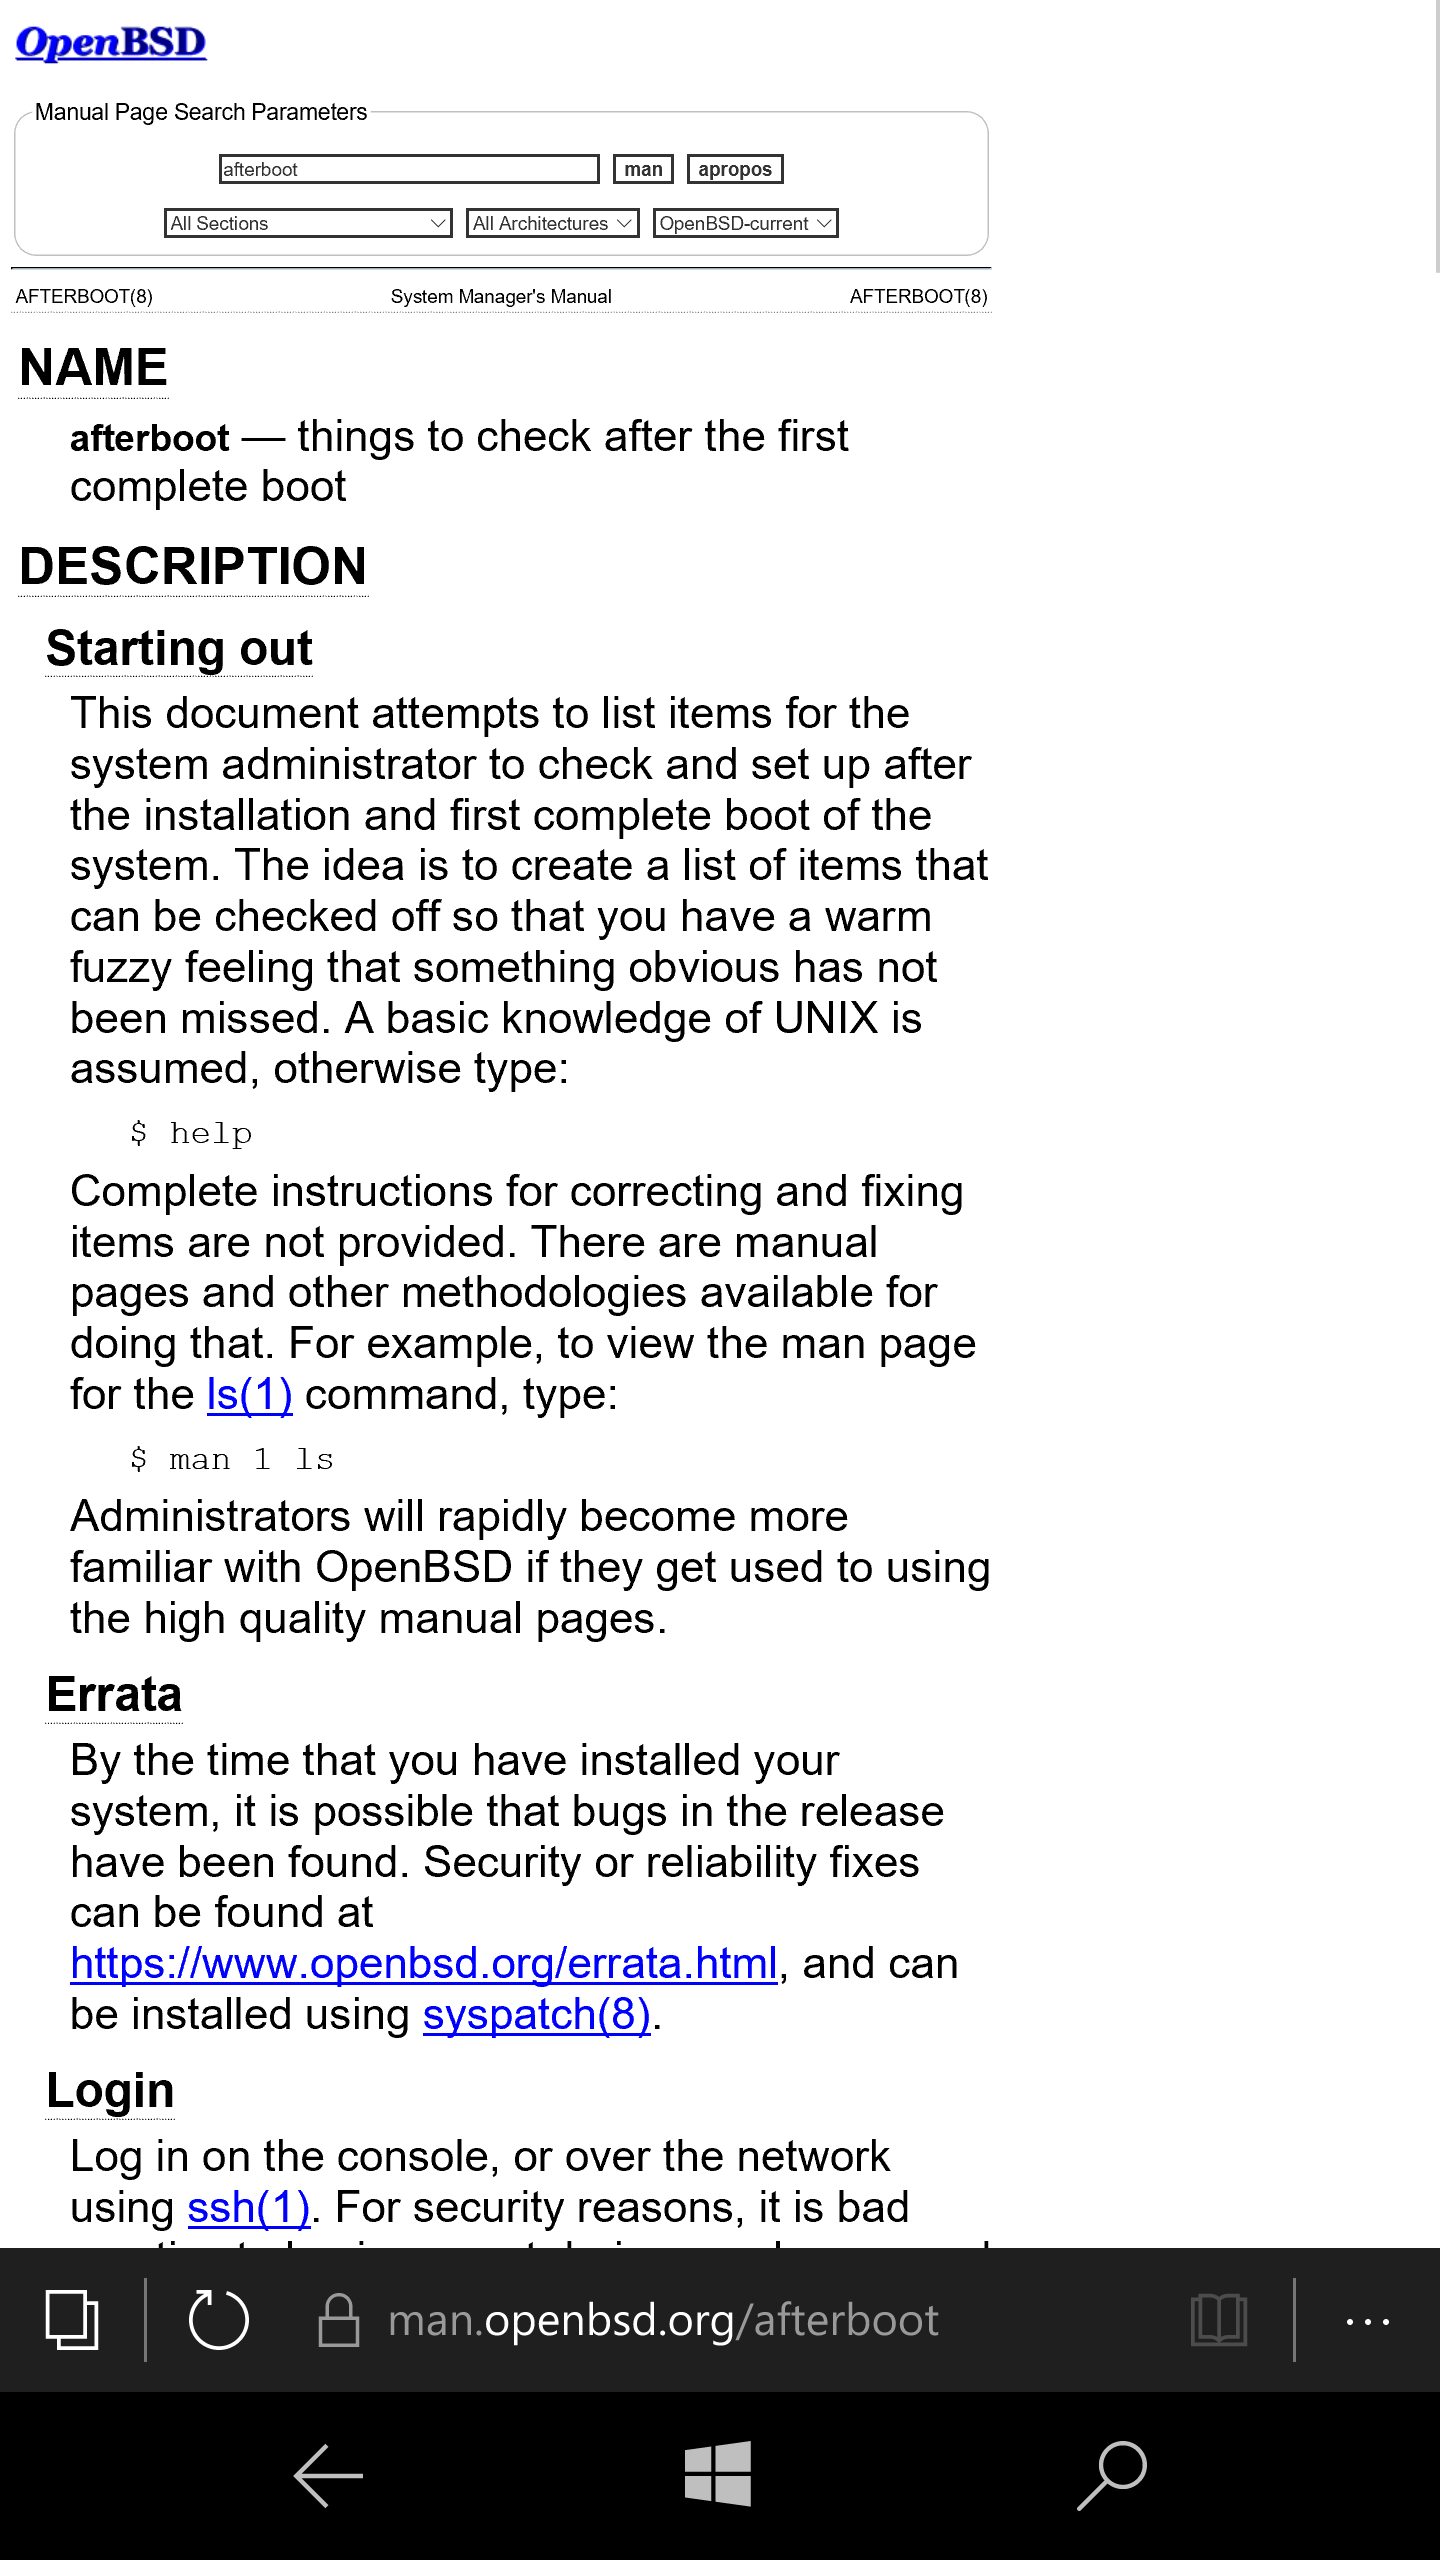 OpenBSD
Manual Page Search Parameters
afterboot man apropos
All Sections All Architectures OpenBSD-current
AFTERBOOT(8) System Manager's Manual AFTERBOOT(8)
NAME
afterboot — things to check after the first
complete boot
DESCRIPTION
Starting out
This document attempts to list items for the
system administrator to check and set up after
the installation and first complete boot of the
system. The idea is to create a list of items that
can be checked off so that you have a warm
fuzzy feeling that something obvious has not
been missed. A basic knowledge of UNIX is
assumed, otherwise type:
$ help
Complete instructions for correcting and fixing
items are not provided. There are manual
pages and other methodologies available for
doing that. For example, to view the man page
for the ls(1) command, type:
$ man 1 ls
Administrators will rapidly become more
familiar with OpenBSD if they get used to using
the high quality manual pages.
Errata
By the time that you have installed your
system, it is possible that bugs in the release
have been found. Security or reliability fixes
can be found at
https://www.openbsd.org/errata.html, and can
be installed using syspatch(8).
Login
Log in on the console, or over the network
using ssh(1). For security reasons, it is bad
man.openbsd.org/afterboot